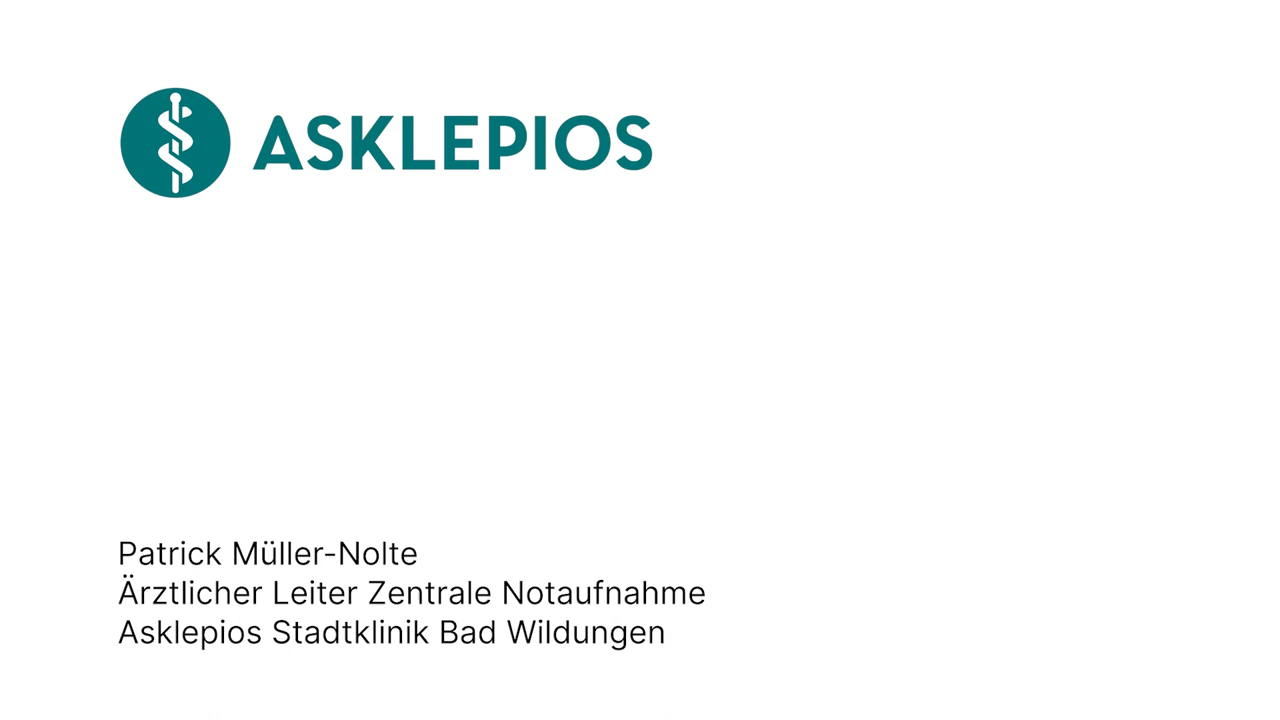 ASKLEPIOS
Patrick Müller-Nolte
Ärztlicher Leiter Zentrale Notaufnahme
Asklepios Stadtklinik Bad Wildungen